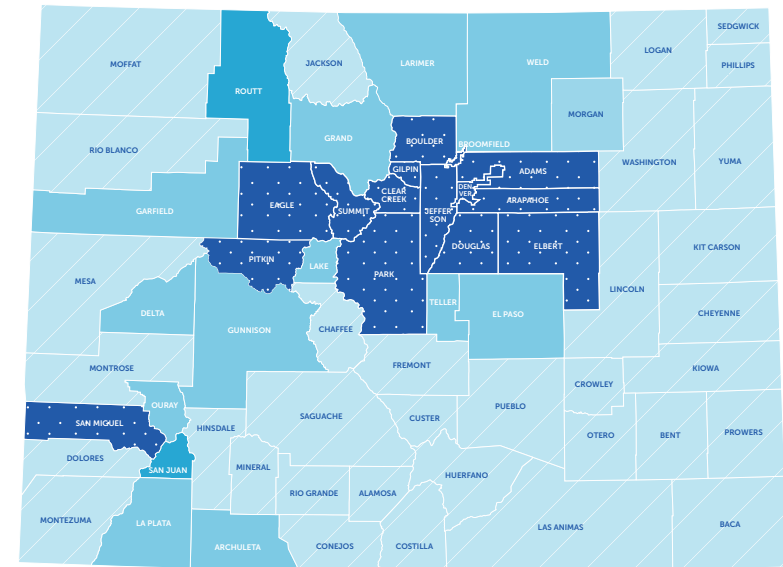 SEDGWICK
LOGAN
JACKSON
LARIMER
WELD
MOFFAT
PHILLIPS
ROUTT
MORGAN
GRAND
BOULDER
BROOMFIELD
RIO BLANCO
WASHINGTON
YUMA
GILPIN
ADAMS
CLEAR
CREEK
DEN
VER
EAGLE
ARAPAHOE
GARFIELD
SUMMIT
JEFFER
SON
DOUGLAS
ELBERT
KIT CARSON
PITKIN
LAKE
PARK
MESA
LINCOLN
TELLER
DELTA
EL PASO
CHEYENNE
GUNNISON
CHAFFEE
FREMONT
MONTROSE
KIOWA
CROWLEY
OURAY
PUEBLO
SAGUACHE
CUSTER
SAN MIGUEL
HINSDALE
OTERO
BENT
PROWERS
DOLORES
SAN JUAN
MINERAL
HUERFANO
RIO GRANDE
ALAMOSA
MONTEZUMA
LA PLATA
LAS ANIMAS
BACA
ARCHULETA
CONEJOS
COSTILLA